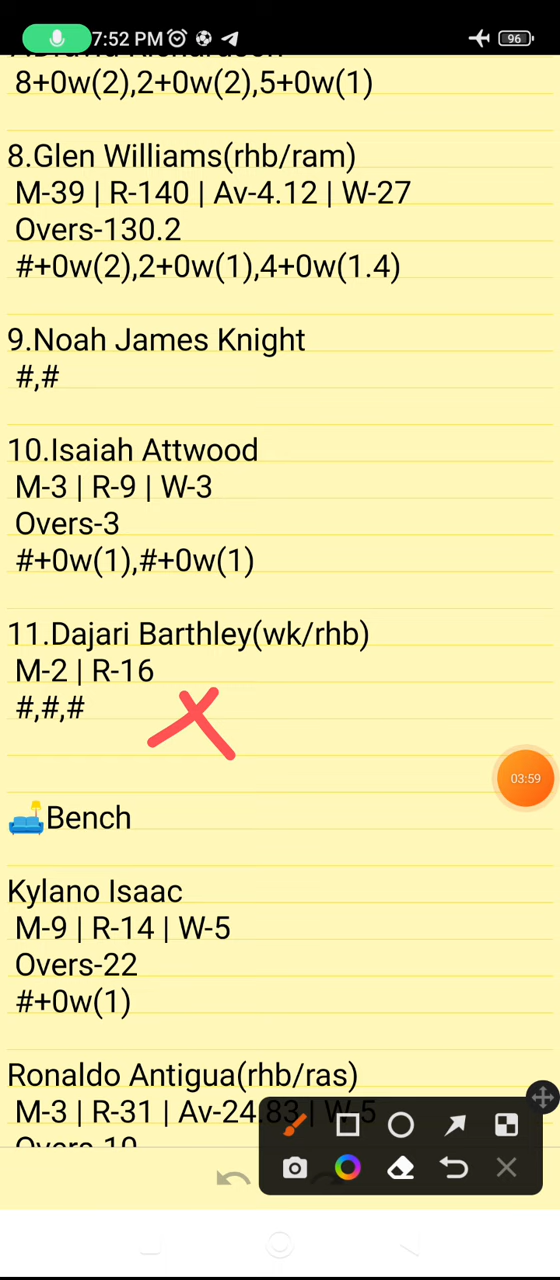 7:52 PM
96
8+0w(2),2+0w(2),5+0w(1)
8.Glen Williams(rhb/ram)
M-39 | R-140 | Av-4.12 | W-27
Overs-130.2
#+0w(2),2+0w(1),4+0w(1.4)
9.Noah James Knight
#,#
10.Isaiah Attwood
M-3 | R-9 | W-3
Overs-3
#+0w(1),#+0w(1)
11.Dajari Barthley(wk/rhb)
M-2 | R-16
#,#,#
03:59
Bench
Kylano Isaac
M-9 | R-14 | W-5
Overs-22
#+0w(1)
Ronaldo Antigua(rhb/ras)
M-3 | R-31 | Av-24.83 | W-5
Overs-10